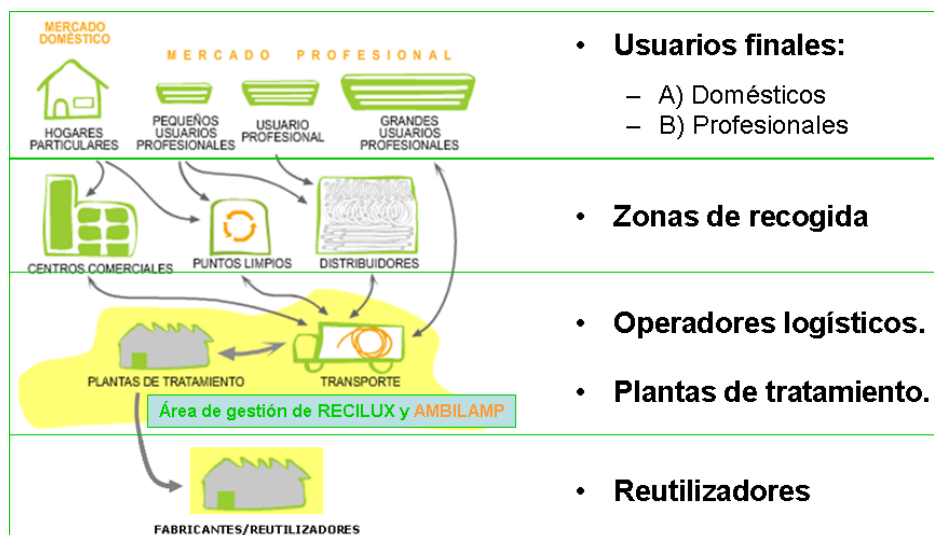 MERCADO
DOMÉSTICO
MERCADO PROFESIONAL
HOGARES
PARTICULARES
PEQUEÑOS
USUARIOS
PROFESIONALES
USUARIO
PROFESIONAL
GRANDES
USUARIOS
PROFESIONALES
• Usuarios finales:
– A) Domésticos
– B) Profesionales
CENTROS COMERCIALES
PUNTOS LIMPIOS
DISTRIBUIDORES
• Zonas de recogida
PLANTAS DE TRATAMIENTO
TRANSPORTE
Área de gestión de RECILUX y AMBILAMP
• Operadores logísticos.
• Plantas de tratamiento.
FABRICANTES/REUTILIZADORES
• Reutilizadores